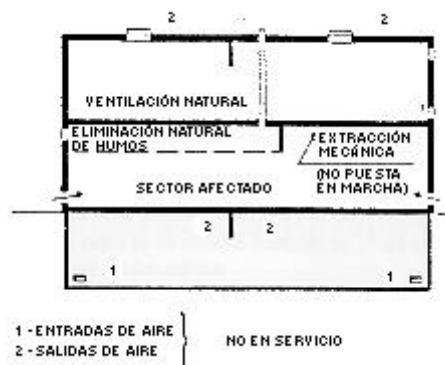 2
2
VENTILACIÓN NATURAL
1
ELIMINACIÓN NATURAL
DE HUMOS
EXTRACCIÓN
MECÁNICA
(NO PUESTA
EN MARCHA)
SECTOR AFECTADO
2
2
1
1
1 - ENTRADAS DE AIRE
2 - SALIDAS DE AIRE
NO EN SERVICIO